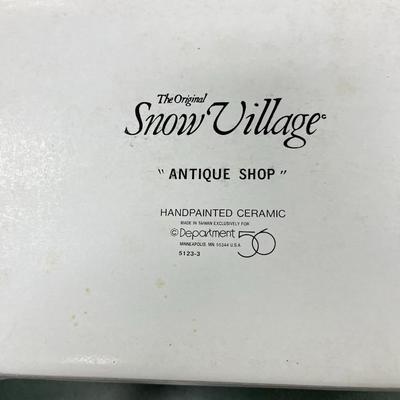 The Original
Snow Village©
"ANTIQUE SHOP"
HANDPAINTED CERAMIC
MADE IN TAIWAN EXCLUSIVELY FOR
© Department 56
MINNEAPOLIS, MN 55344 U.S.A.
5123-3